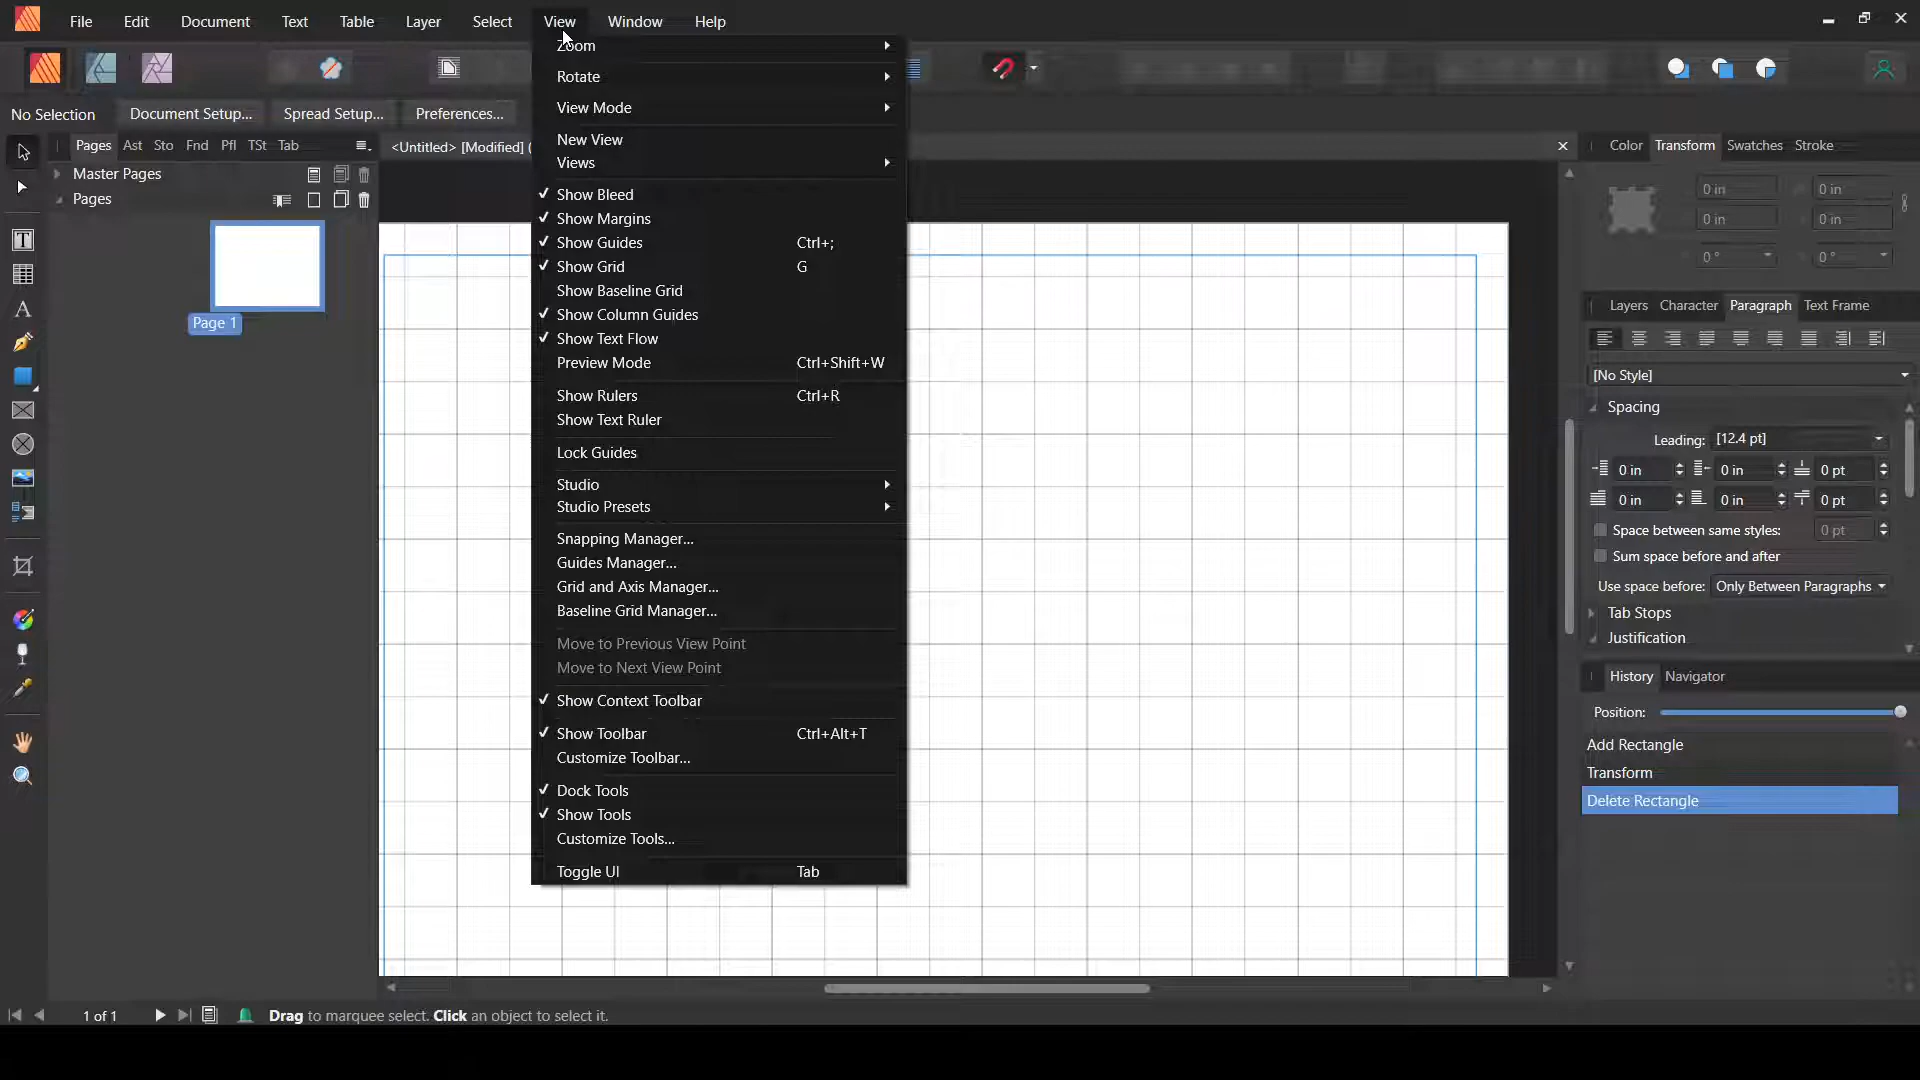 File Edit Document Text Table Layer Select View Window Help
No Selection Document Setup... Spread Setup... Preferences...
Pages Ast Sto Fnd Pfl TSt Tab
Master Pages
Pages
Page 1
<Untitled> [Modified] (
Zoom
Rotate
View Mode
New View
Views
Show Bleed
Show Margins
Show Guides Ctrl+;
Show Grid G
Show Baseline Grid
Show Column Guides
Show Text Flow
Preview Mode Ctrl+Shift+W
Show Rulers Ctrl+R
Show Text Ruler
Lock Guides
Studio
Studio Presets
Snapping Manager...
Guides Manager...
Grid and Axis Manager...
Baseline Grid Manager...
Move to Previous View Point
Move to Next View Point
Show Context Toolbar
Show Toolbar Ctrl+Alt+T
Customize Toolbar...
Dock Tools
Show Tools
Customize Tools...
Toggle UI Tab
Color Transform Swatches Stroke
0 in 0 in
0 in 0 in
0 ° 0 °
Layers Character Paragraph Text Frame
[No Style]
Spacing
Leading: [12.4 pt]
0 in 0 in 0 pt
0 in 0 in 0 pt
Space between same styles: 0 pt
Sum space before and after
Use space before: Only Between Paragraphs
Tab Stops
Justification
History Navigator
Position:
Add Rectangle
Transform
Delete Rectangle
1 of 1 Drag to marquee select. Click an object to select it.